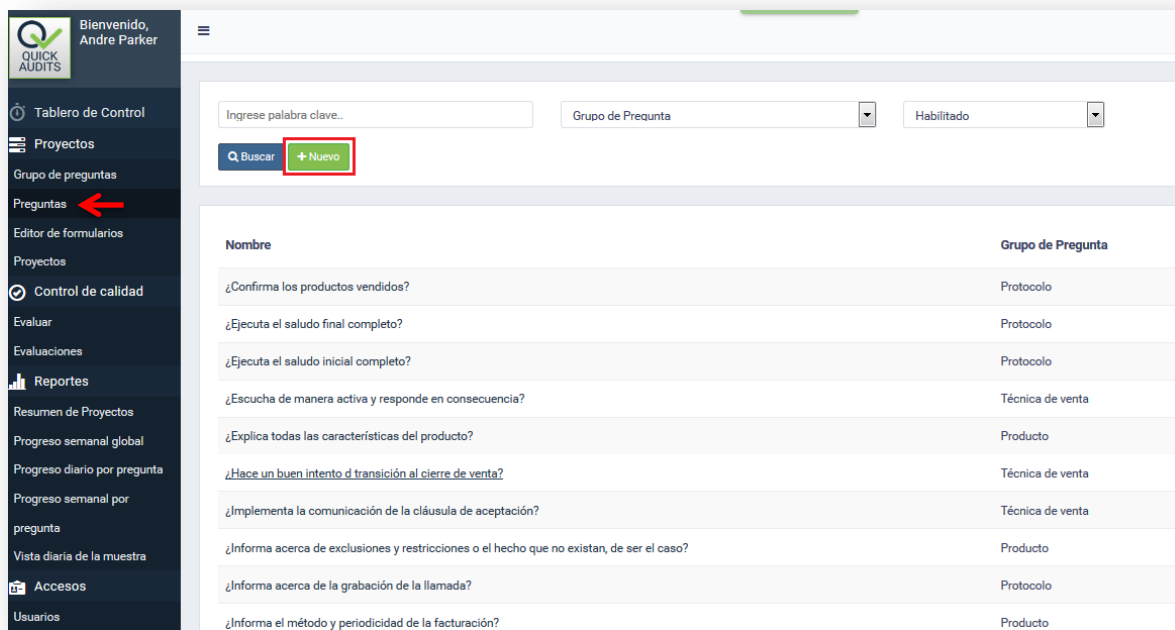 Bienvenido,
Andre Parker
QUICK
AUDITS
Tablero de Control
Proyectos
Grupo de preguntas
Preguntas
Editor de formularios
Proyectos
Control de calidad
Evaluar
Evaluaciones
Reportes
Resumen de Proyectos
Progreso semanal global
Progreso diario por pregunta
Progreso semanal por
pregunta
Vista diaria de la muestra
Accesos
Usuarios
Ingrese palabra clave.. Grupo de Pregunta Habilitado
Buscar + Nuevo
Nombre Grupo de Pregunta
¿Confirma los productos vendidos? Protocolo
¿Ejecuta el saludo final completo? Protocolo
¿Ejecuta el saludo inicial completo? Protocolo
¿Escucha de manera activa y responde en consecuencia? Técnica de venta
¿Explica todas las características del producto? Producto
¿Hace un buen intento d transición al cierre de venta? Técnica de venta
¿Implementa la comunicación de la cláusula de aceptación? Técnica de venta
¿Informa acerca de exclusiones y restricciones o el hecho que no existan, de ser el caso? Producto
¿Informa acerca de la grabación de la llamada? Protocolo
¿Informa el método y periodicidad de la facturación? Producto